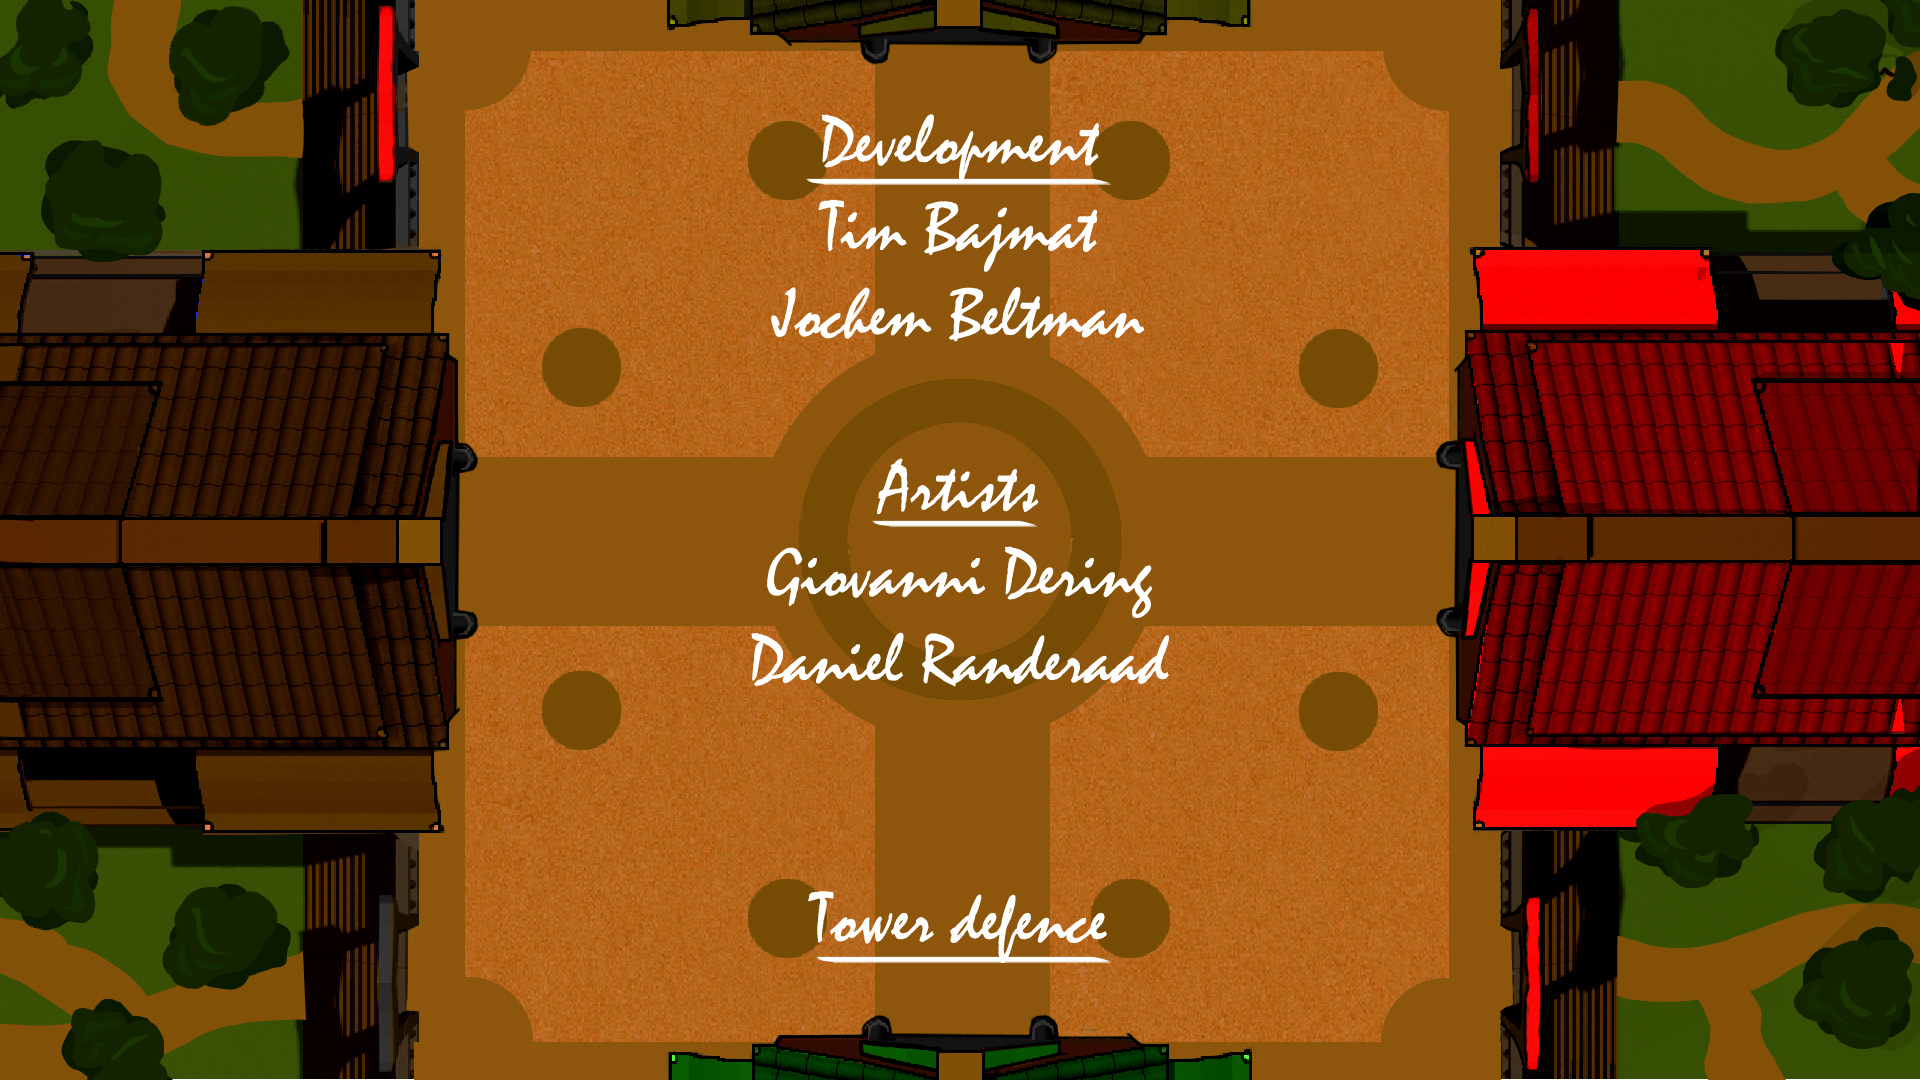 Development
Tim Bajmat
Jochem Beltman
Artists
Giovanni Dering
Daniel Randeraad
Tower defence